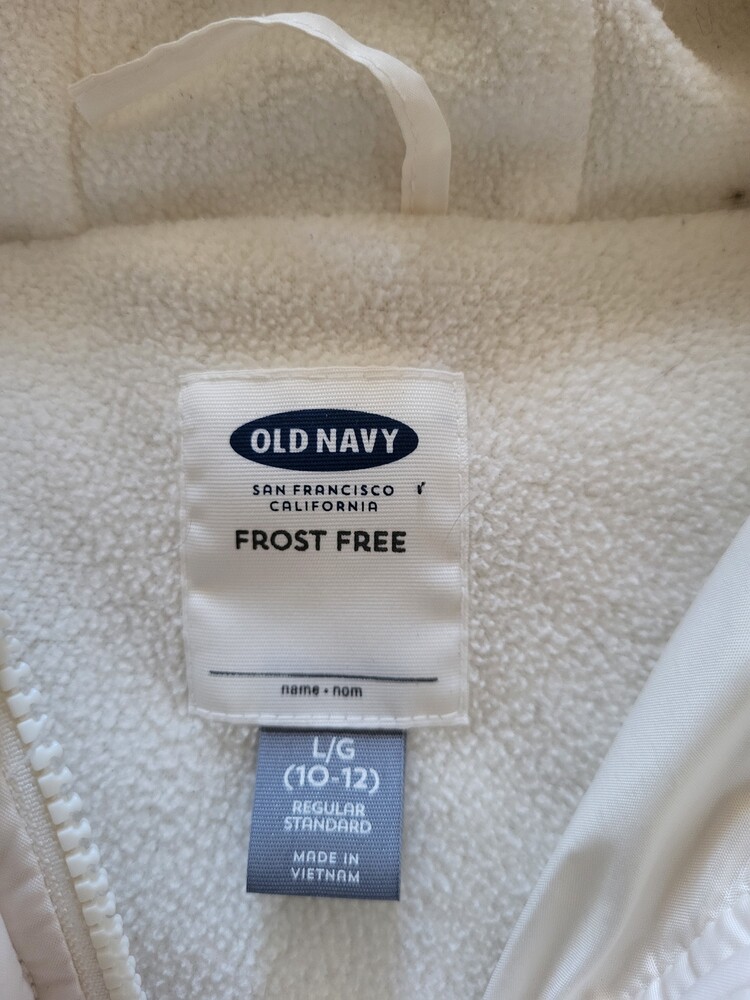 OLD NAVY
SAN FRANCISCO
CALIFORNIA
FROST FREE
name • nom
L/G
(10-12)
REGULAR
STANDARD
MADE IN
VIETNAM